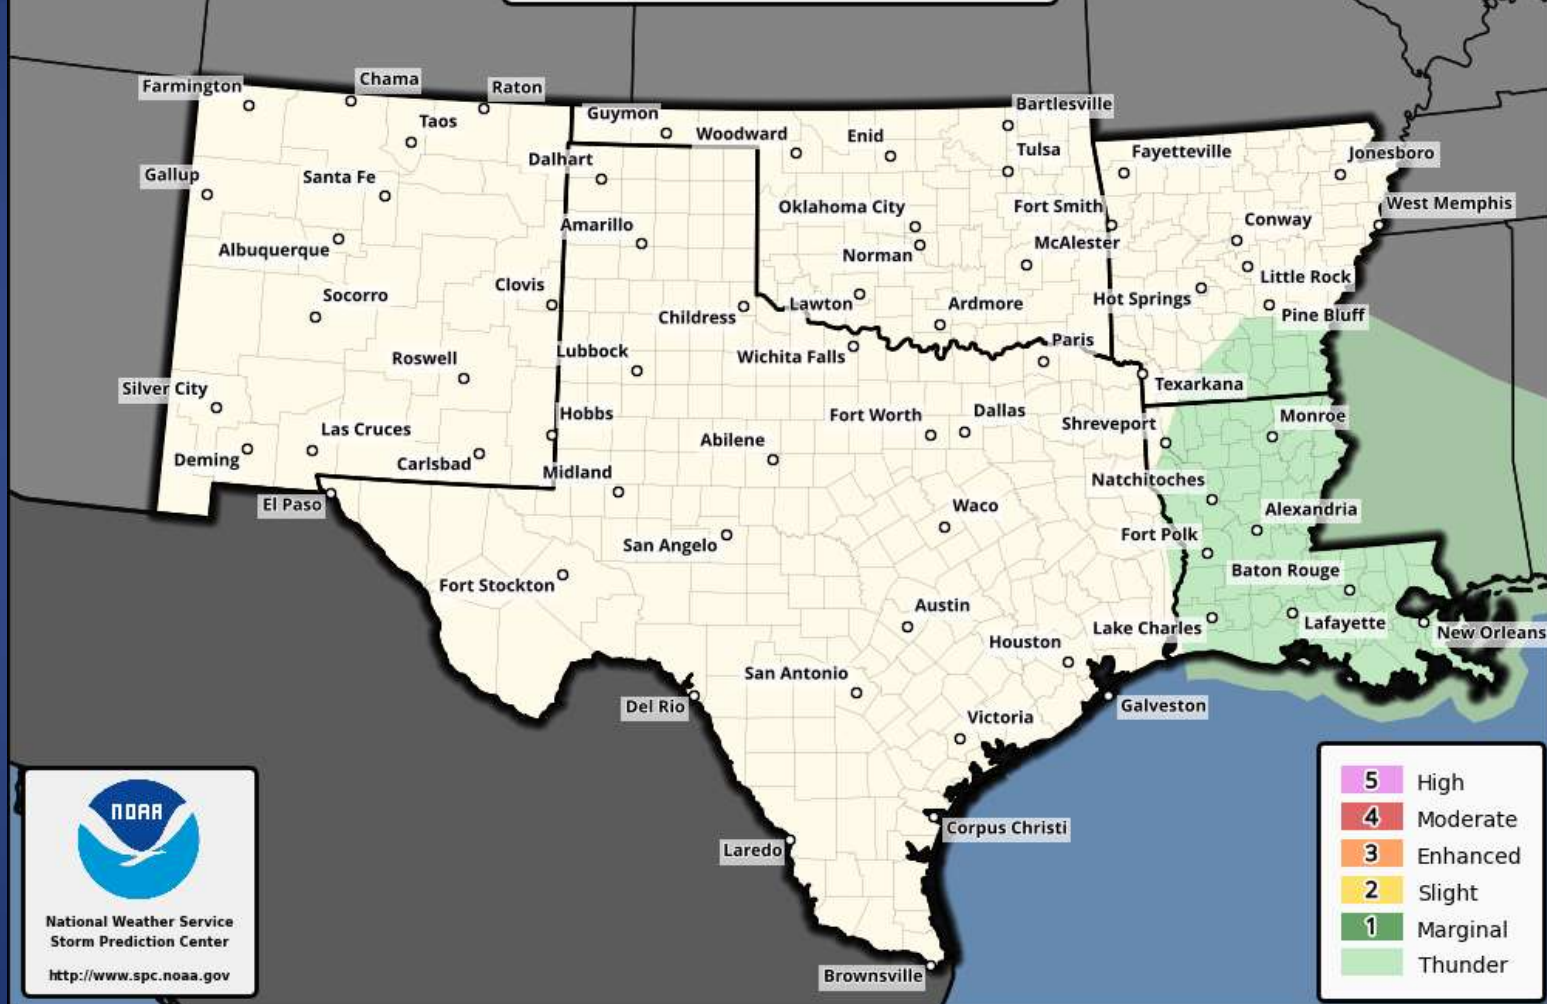 Farmington
Chama
Raton
Taos
Guymon
Woodward
Enid
Bartlesville
Tulsa
Fayetteville
Jonesboro
Gallup
Santa Fe
Dalhart
Amarillo
Oklahoma City
Fort Smith
West Memphis
Conway
Albuquerque
Norman
McAlester
Little Rock
Socorro
Clovis
Childress
Lawton
Ardmore
Hot Springs
Pine Bluff
Roswell
Lubbock
Wichita Falls
Paris
Texarkana
Silver City
Las Cruces
Hobbs
Fort Worth
Dallas
Shreveport
Monroe
Deming
Carlsbad
Midland
Abilene
Natchitoches
El Paso
Waco
Alexandria
San Angelo
Fort Polk
Fort Stockton
Baton Rouge
Austin
Houston
Lake Charles
Lafayette
New Orleans
San Antonio
Del Rio
Victoria
Galveston
Laredo
Corpus Christi
Brownsville
NOAA
National Weather Service
Storm Prediction Center
http://www.spc.noaa.gov
5 High
4 Moderate
3 Enhanced
2 Slight
1 Marginal
Thunder